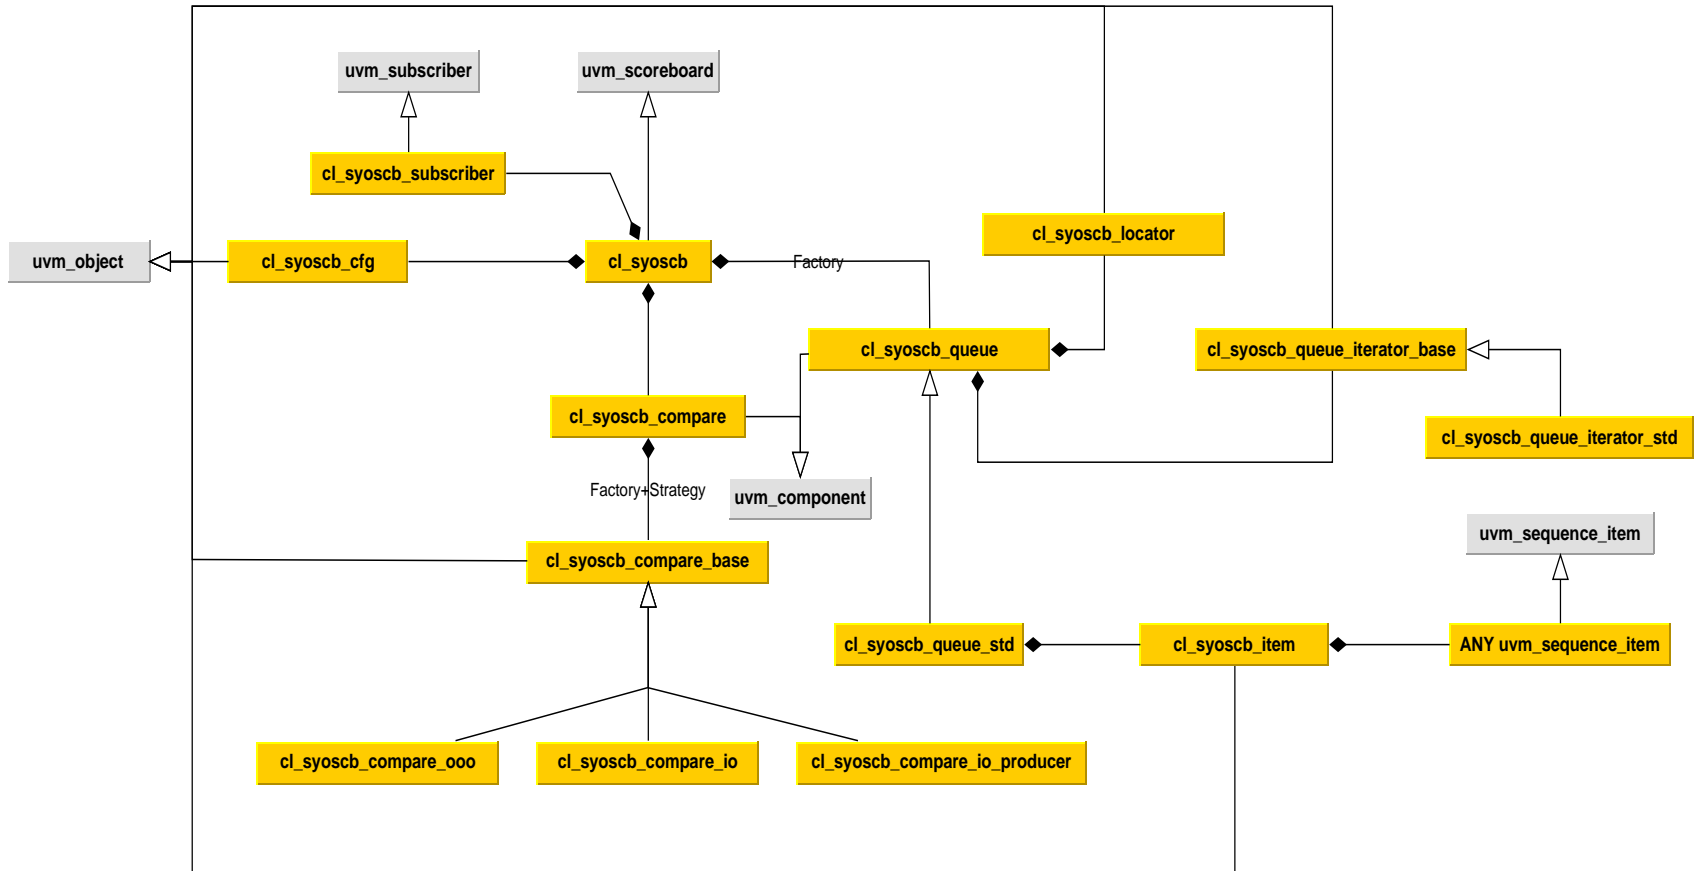 uvm_subscriber
uvm_scoreboard
cl_syoscb_subscriber
cl_syoscb_locator
uvm_object
cl_syoscb_cfg
cl_syoscb
Factory
cl_syoscb_queue
cl_syoscb_queue_iterator_base
cl_syoscb_compare
cl_syoscb_queue_iterator_std
Factory+Strategy
uvm_component
uvm_sequence_item
cl_syoscb_compare_base
cl_syoscb_queue_std
cl_syoscb_item
ANY uvm_sequence_item
cl_syoscb_compare_ooo
cl_syoscb_compare_io
cl_syoscb_compare_io_producer